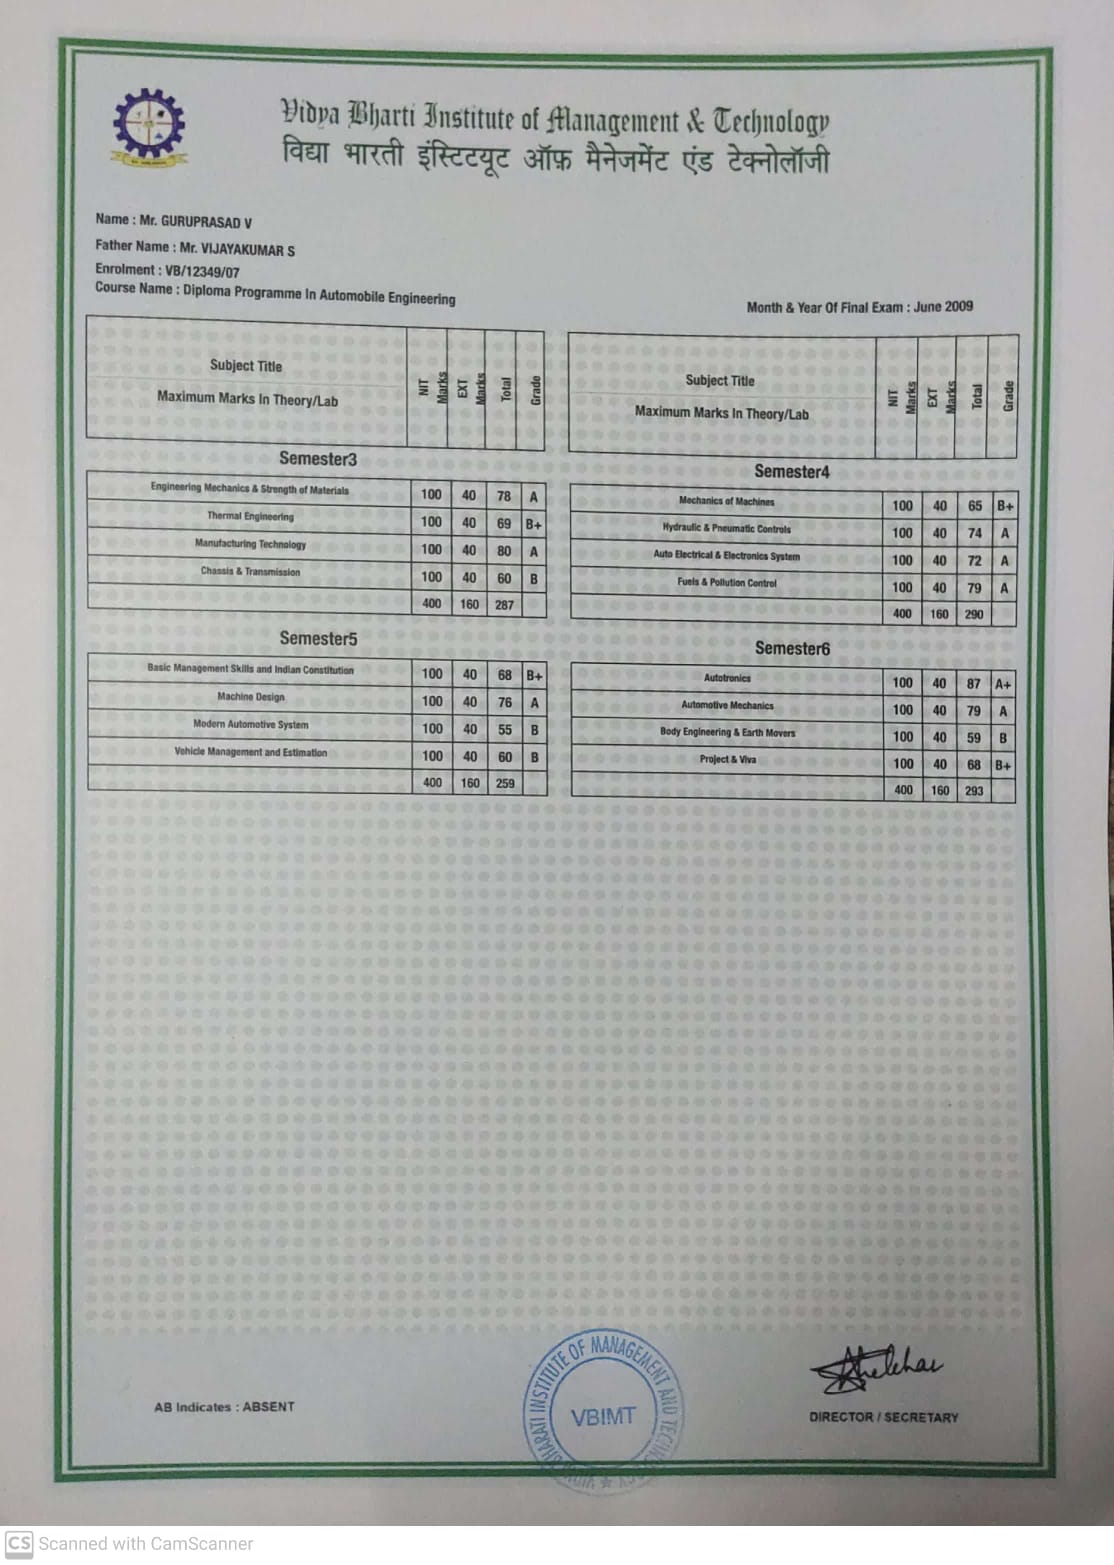 Vidya Bharti Institute of Management & Technology
विद्या भारती इंस्टिटयूट ऑफ़ मैनेजमेंट एंड टेक्नोलॉजी
Name : Mr. GURUPRASAD V
Father Name : Mr. VIJAYAKUMAR S
Enrolment : VB/12349/07
Course Name : Diploma Programme In Automobile Engineering
Month & Year Of Final Exam : June 2009
Subject Title
Maximum Marks In Theory/Lab
NIT Marks
EXT Marks
Total
Grade
Semester3
Engineering Mechanics & Strength of Materials 100 40 78 A
Thermal Engineering 100 40 69 B+
Manufacturing Technology 100 40 80 A
Chassis & Transmission 100 40 60 B
400 160 287
Semester5
Basic Management Skills and Indian Constitution 100 40 68 B+
Machine Design 100 40 76 A
Modern Automotive System 100 40 55 B
Vehicle Management and Estimation 100 40 60 B
400 160 259
Subject Title
Maximum Marks In Theory/Lab
NIT Marks
EXT Marks
Total
Grade
Semester4
Mechanics of Machines 100 40 65 B+
Hydraulic & Pneumatic Controls 100 40 74 A
Auto Electrical & Electronics System 100 40 72 A
Fuels & Pollution Control 100 40 79 A
400 160 290
Semester6
Autotronics 100 40 87 A+
Automotive Mechanics 100 40 79 A
Body Engineering & Earth Movers 100 40 59 B
Project & Viva 100 40 68 B+
400 160 293
AB Indicates : ABSENT
BHARATI INSTITUTE OF MANAGEMENT AND
VBIMT
DIRECTOR / SECRETARY
CS Scanned with CamScanner